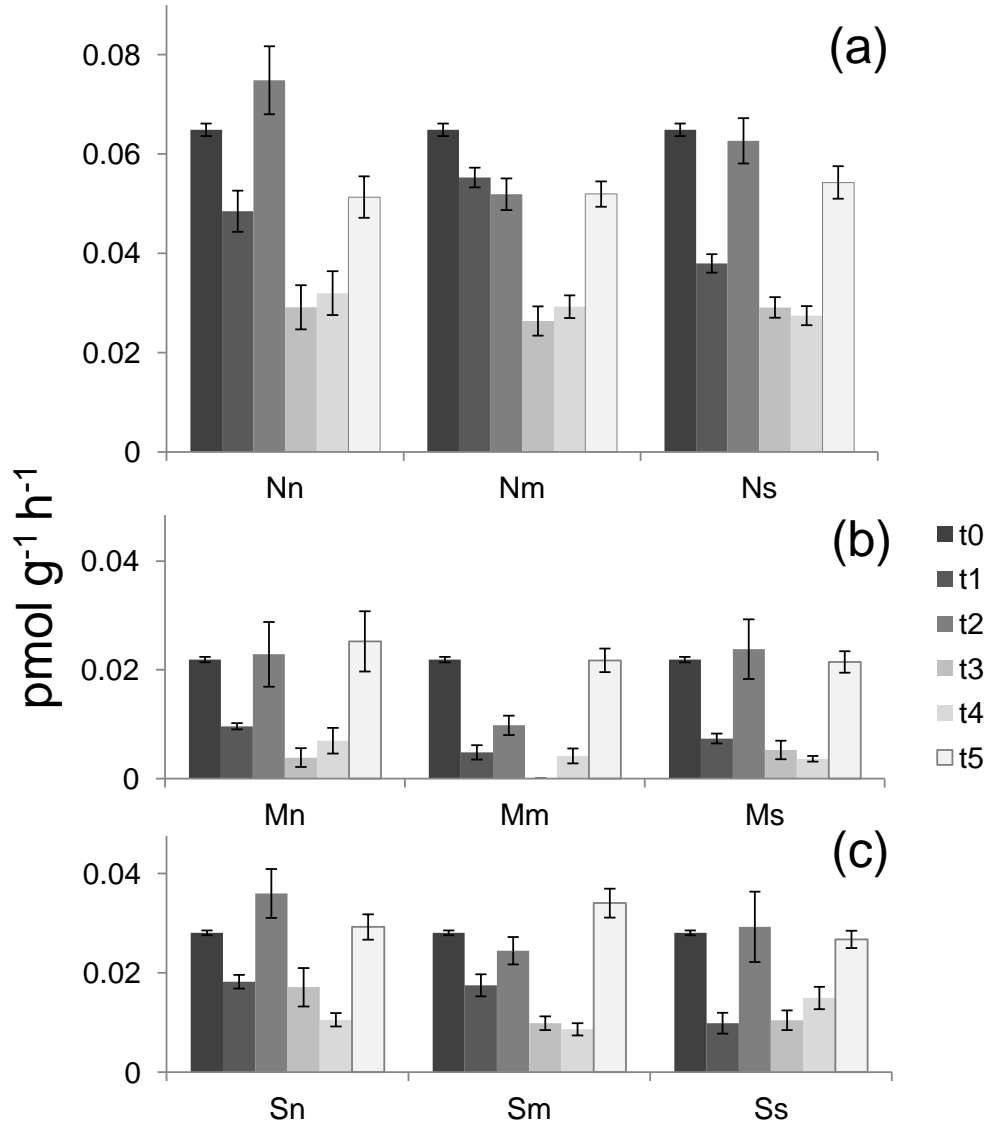 pmol g⁻¹ h⁻¹
(a)
0.08
0.06
0.04
0.02
0
Nn Nm Ns
(b)
0.04
0.02
0
Mn Mm Ms
(c)
0.04
0.02
0
Sn Sm Ss
t0
t1
t2
t3
t4
t5